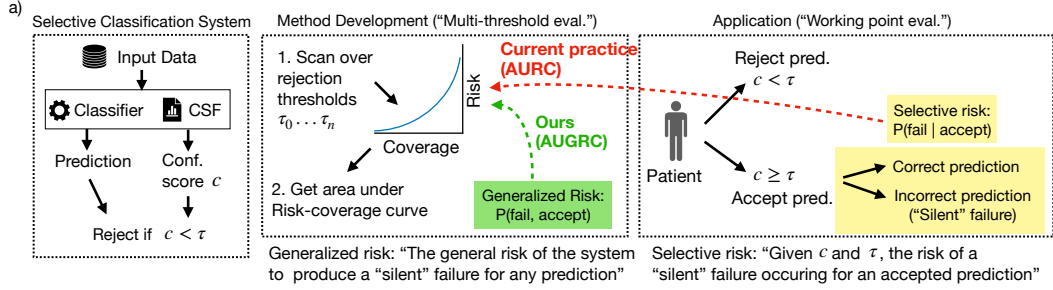 a)
Selective Classification System
Input Data
Classifier
CSF
Prediction
Conf.
score c
Reject if c < τ
Method Development ("Multi-threshold eval.")
1. Scan over
rejection
thresholds
τ0 ... τn
Risk
Coverage
2. Get area under
Risk-coverage curve
Current practice
(AURC)
Ours
(AUGRC)
Generalized Risk:
P(fail, accept)
Generalized risk: "The general risk of the system
to produce a "silent" failure for any prediction"
Application ("Working point eval.")
Reject pred.
c < τ
Patient
c ≥ τ
Accept pred.
Selective risk:
P(fail | accept)
Correct prediction
Incorrect prediction
("Silent" failure)
Selective risk: "Given c and τ, the risk of a
"silent" failure occuring for an accepted prediction"